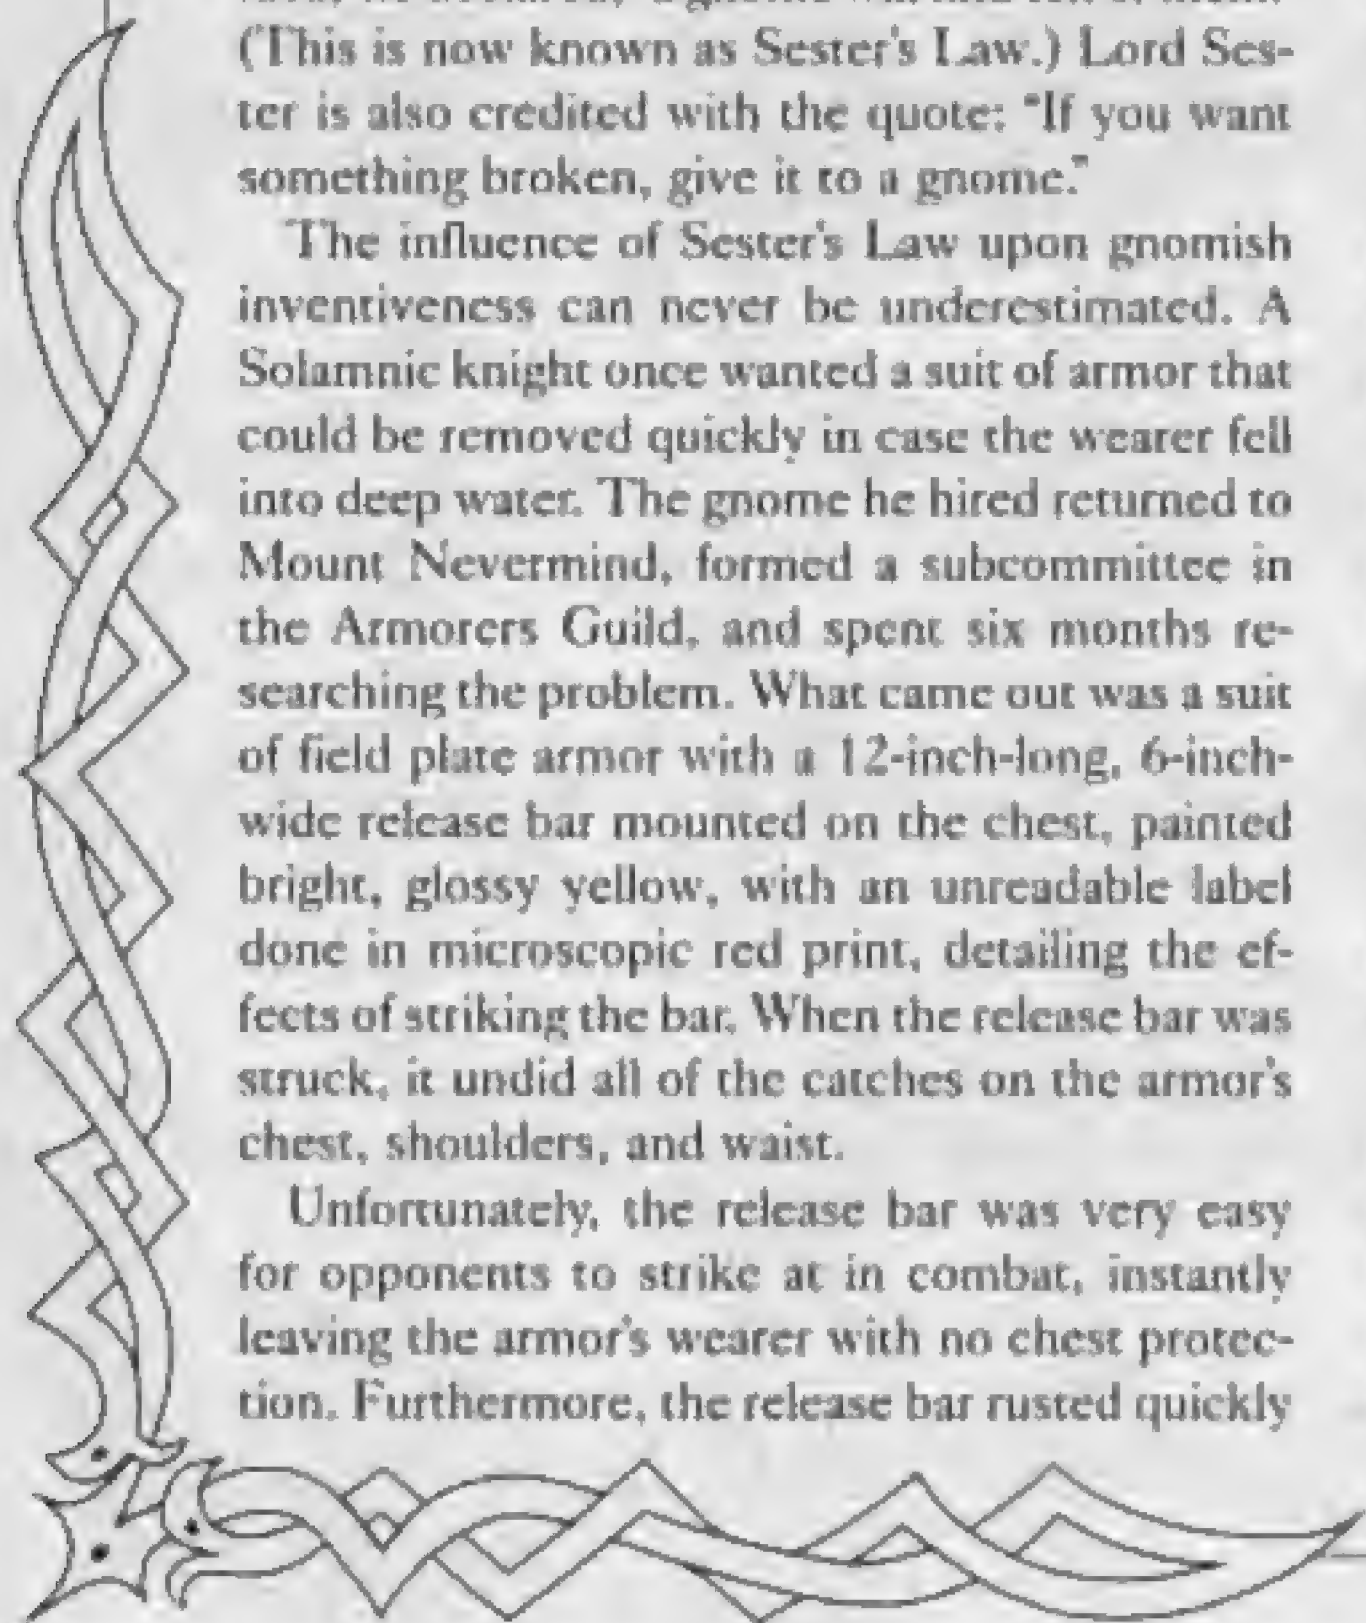 (This is now known as Sester's Law.) Lord Ses-
ter is also credited with the quote: "If you want
something broken, give it to a gnome."
The influence of Sester's Law upon gnomish
inventiveness can never be underestimated. A
Solamnic knight once wanted a suit of armor that
could be removed quickly in case the wearer fell
into deep water. The gnome he hired returned to
Mount Nevermind, formed a subcommittee in
the Armorers Guild, and spent six months re-
searching the problem. What came out was a suit
of field plate armor with a 12-inch-long, 6-inch-
wide release bar mounted on the chest, painted
bright, glossy yellow, with an unreadable label
done in microscopic red print, detailing the ef-
fects of striking the bar. When the release bar was
struck, it undid all of the catches on the armor's
chest, shoulders, and waist.
Unfortunately, the release bar was very easy
for opponents to strike at in combat, instantly
leaving the armor's wearer with no chest protec-
tion. Furthermore, the release bar rusted quickly